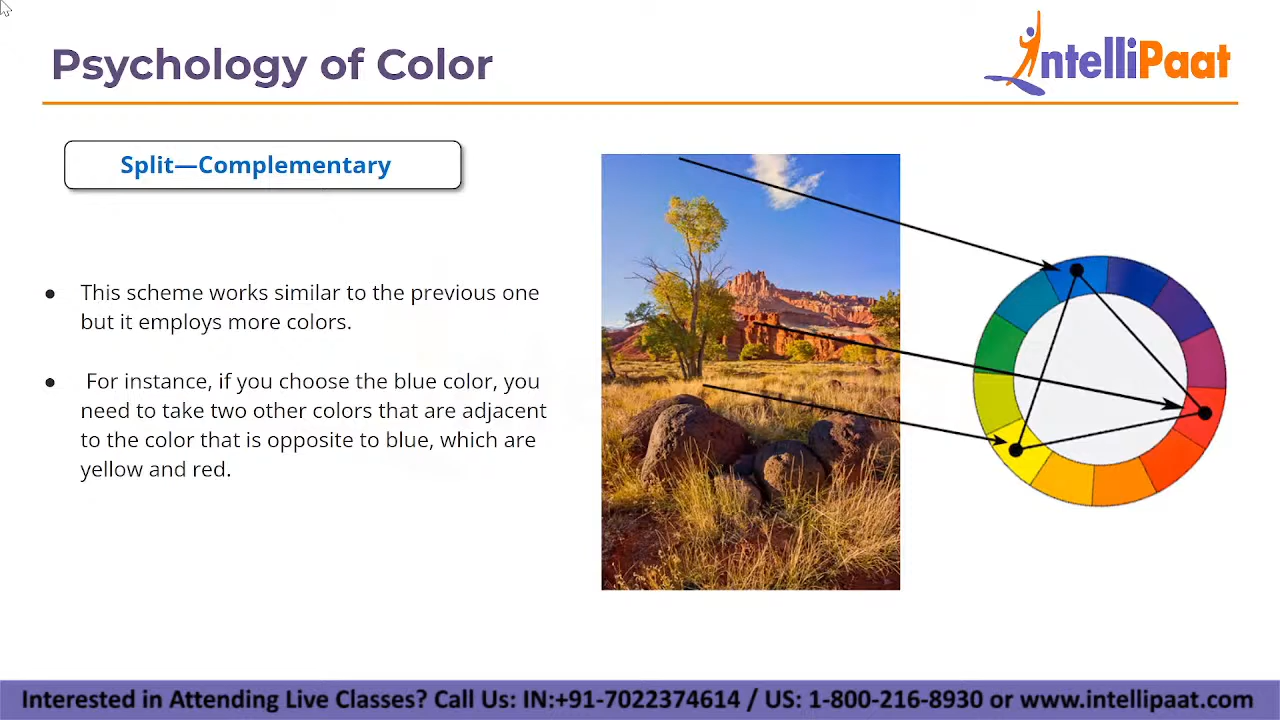 Psychology of Color
IntelliPaat
Split—Complementary
● This scheme works similar to the previous one
but it employs more colors.
● For instance, if you choose the blue color, you
need to take two other colors that are adjacent
to the color that is opposite to blue, which are
yellow and red.
Interested in Attending Live Classes? Call Us: IN:+91-7022374614 / US: 1-800-216-8930 or www.intellipaat.com